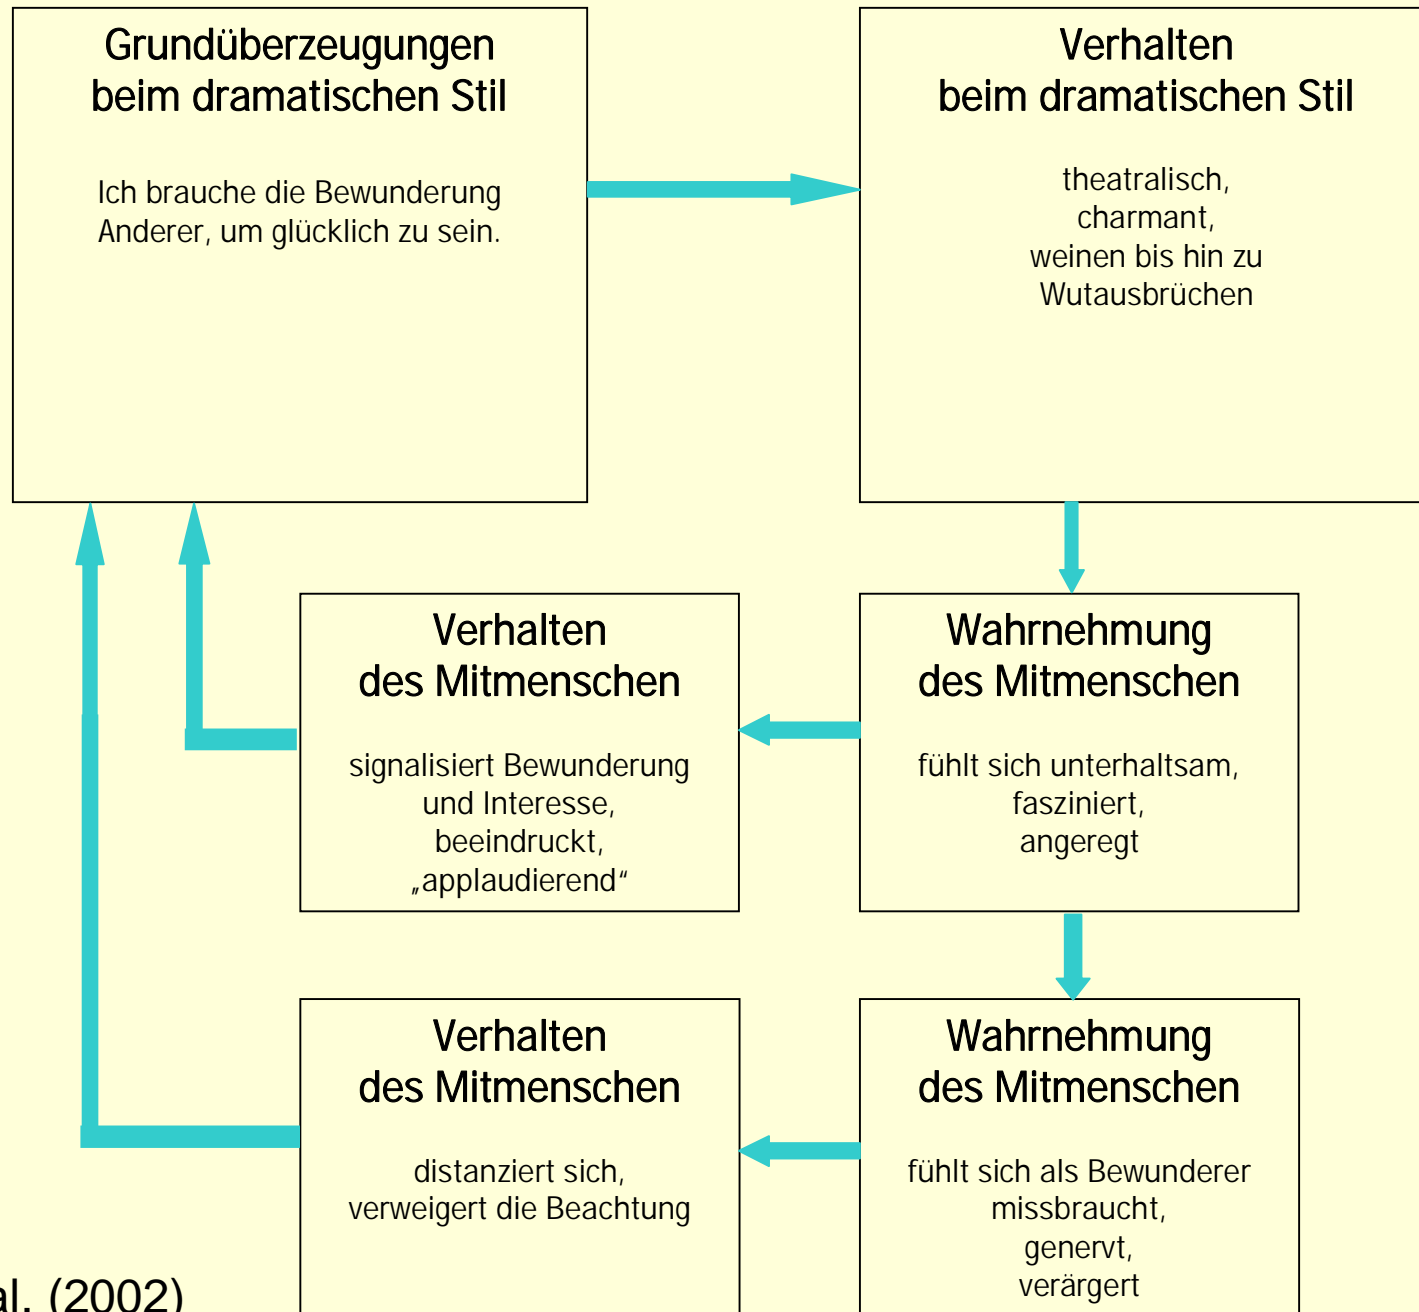 Grundüberzeugungen
beim dramatischen Stil
Ich brauche die Bewunderung
Anderer, um glücklich zu sein.
Verhalten
beim dramatischen Stil
theatralisch,
charmant,
weinen bis hin zu
Wutausbrüchen
Verhalten
des Mitmenschen
signalisiert Bewunderung
und Interesse,
beeindruckt,
„applaudierend“
Wahrnehmung
des Mitmenschen
fühlt sich unterhaltsam,
fasziniert,
angeregt
Verhalten
des Mitmenschen
distanziert sich,
verweigert die Beachtung
Wahrnehmung
des Mitmenschen
fühlt sich als Bewunderer
missbraucht,
genervt,
verärgert
al. (2002)